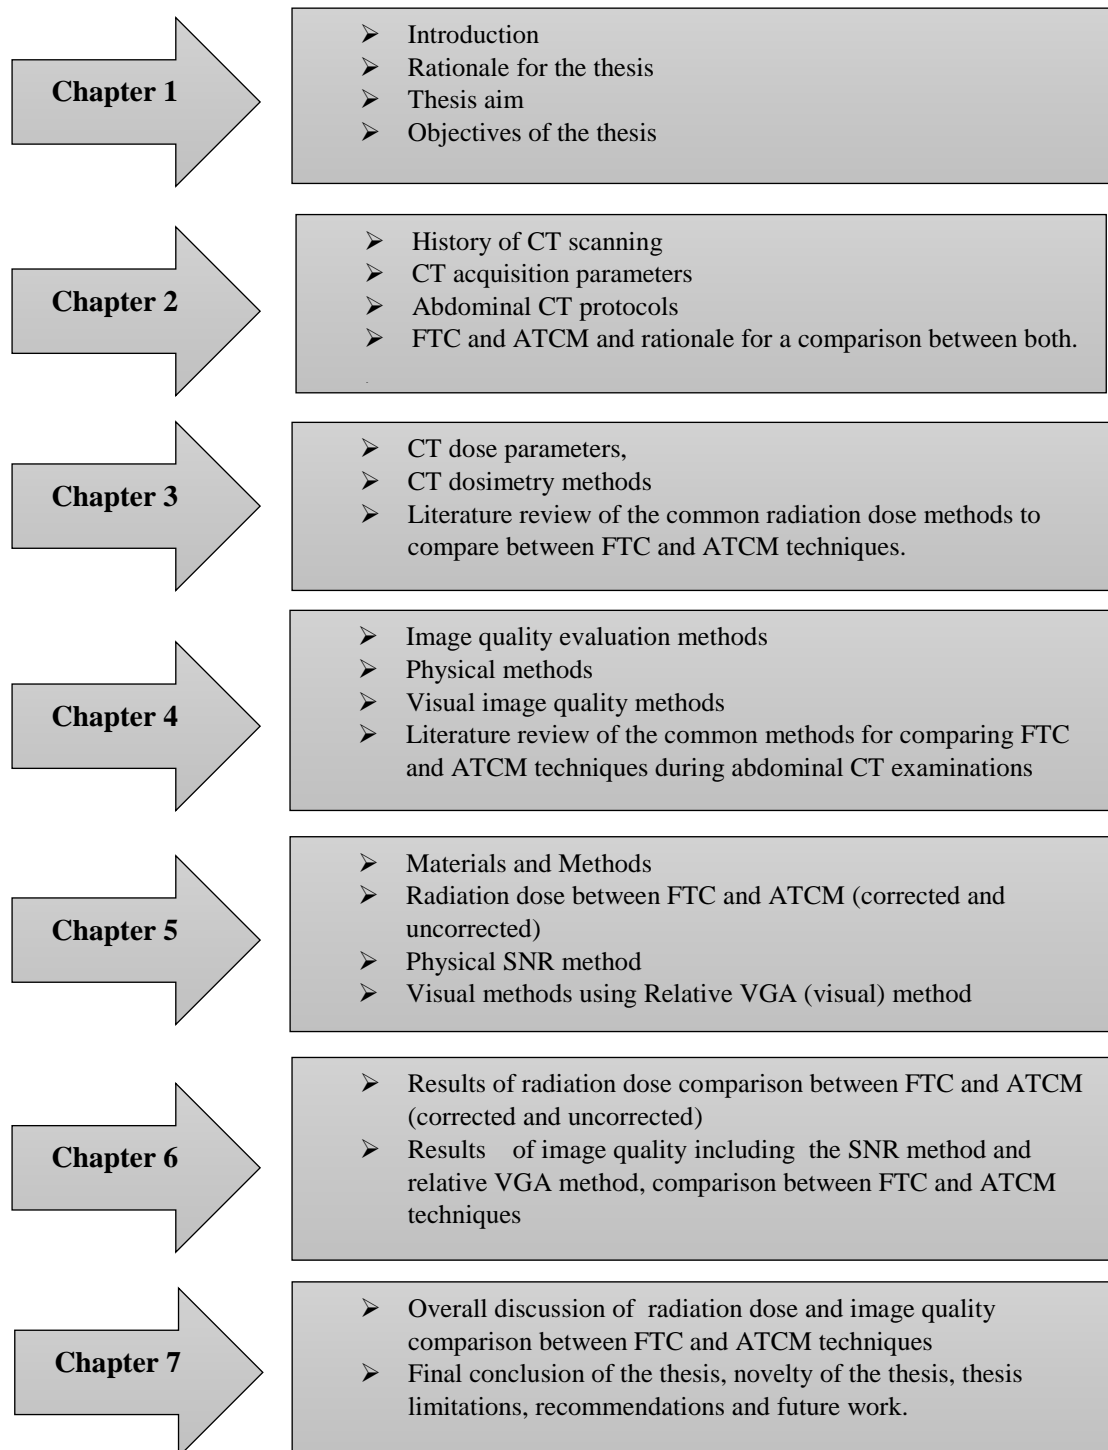 Chapter 1
➢ Introduction
➢ Rationale for the thesis
➢ Thesis aim
➢ Objectives of the thesis
Chapter 2
➢ History of CT scanning
➢ CT acquisition parameters
➢ Abdominal CT protocols
➢ FTC and ATCM and rationale for a comparison between both.
.
Chapter 3
➢ CT dose parameters,
➢ CT dosimetry methods
➢ Literature review of the common radiation dose methods to
compare between FTC and ATCM techniques.
Chapter 4
➢ Image quality evaluation methods
➢ Physical methods
➢ Visual image quality methods
➢ Literature review of the common methods for comparing FTC
and ATCM techniques during abdominal CT examinations
Chapter 5
➢ Materials and Methods
➢ Radiation dose between FTC and ATCM (corrected and
uncorrected)
➢ Physical SNR method
➢ Visual methods using Relative VGA (visual) method
Chapter 6
➢ Results of radiation dose comparison between FTC and ATCM
(corrected and uncorrected)
➢ Results of image quality including the SNR method and
relative VGA method, comparison between FTC and ATCM
techniques
Chapter 7
➢ Overall discussion of radiation dose and image quality
comparison between FTC and ATCM techniques
➢ Final conclusion of the thesis, novelty of the thesis, thesis
limitations, recommendations and future work.